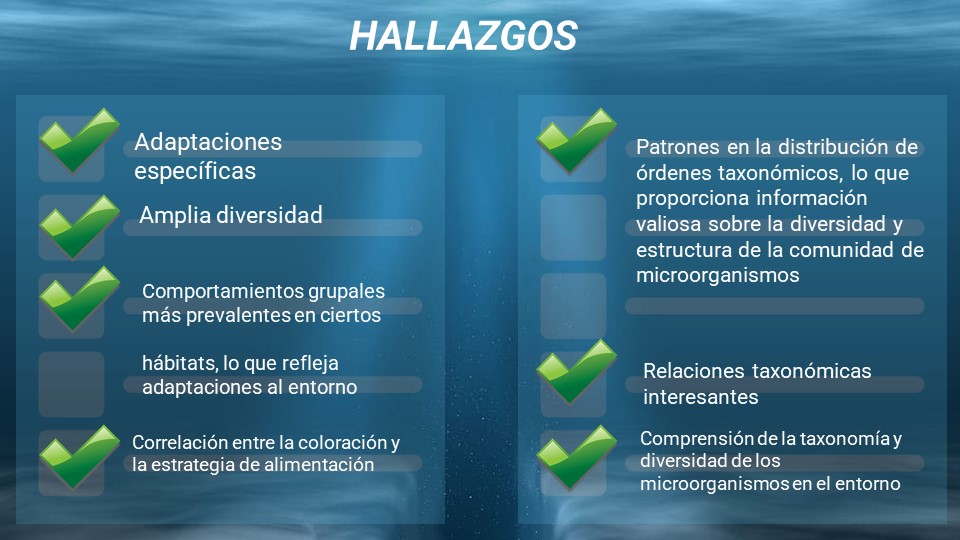 HALLAZGOS
Adaptaciones
específicas
Amplia diversidad
Comportamientos grupales
más prevalentes en ciertos
hábitats, lo que refleja
adaptaciones al entorno
Correlación entre la coloración y
la estrategia de alimentación
Patrones en la distribución de
órdenes taxonómicos, lo que
proporciona información
valiosa sobre la diversidad y
estructura de la comunidad de
microorganismos
Relaciones taxonómicas
interesantes
Comprensión de la taxonomía y
diversidad de los
microorganismos en el entorno